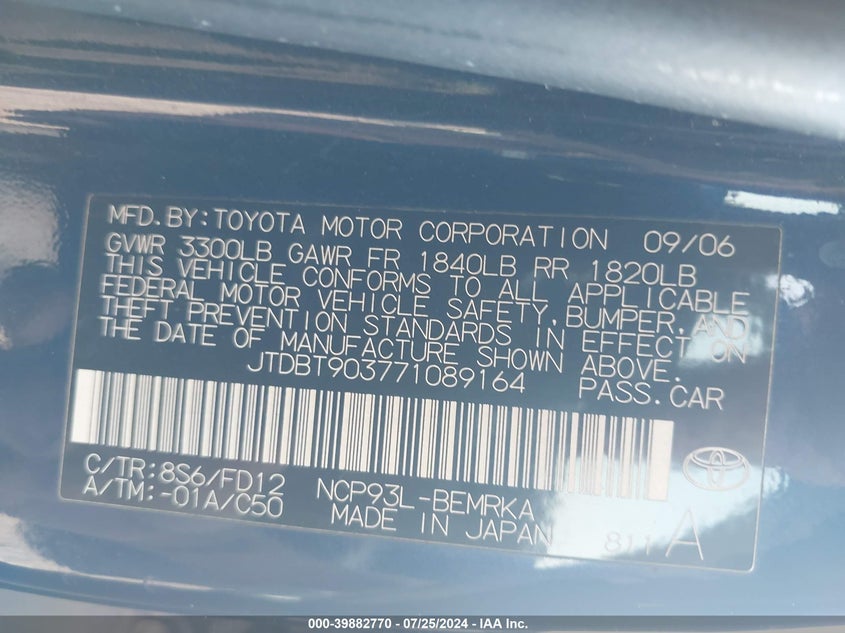 MFD.BY:TOYOTA MOTOR CORPORATION 09/06
GVWR 3300LB GAWR FR 1840LB RR 1820LB
THIS VEHICLE CONFORMS TO ALL APPLICABLE
FEDERAL MOTOR VEHICLE SAFETY,BUMPER,AND
THEFT PREVENTION STANDARDS IN EFFECT ON
THE DATE OF MANUFACTURE SHOWN ABOVE.
JTDBT903771089164 PASS.CAR
C/TR:8S6/FD12
A/TM:-01A/C50
NCP93L-BEMRKA
MADE IN JAPAN
811 A
000-39882770 - 07/25/2024 - IAA Inc.